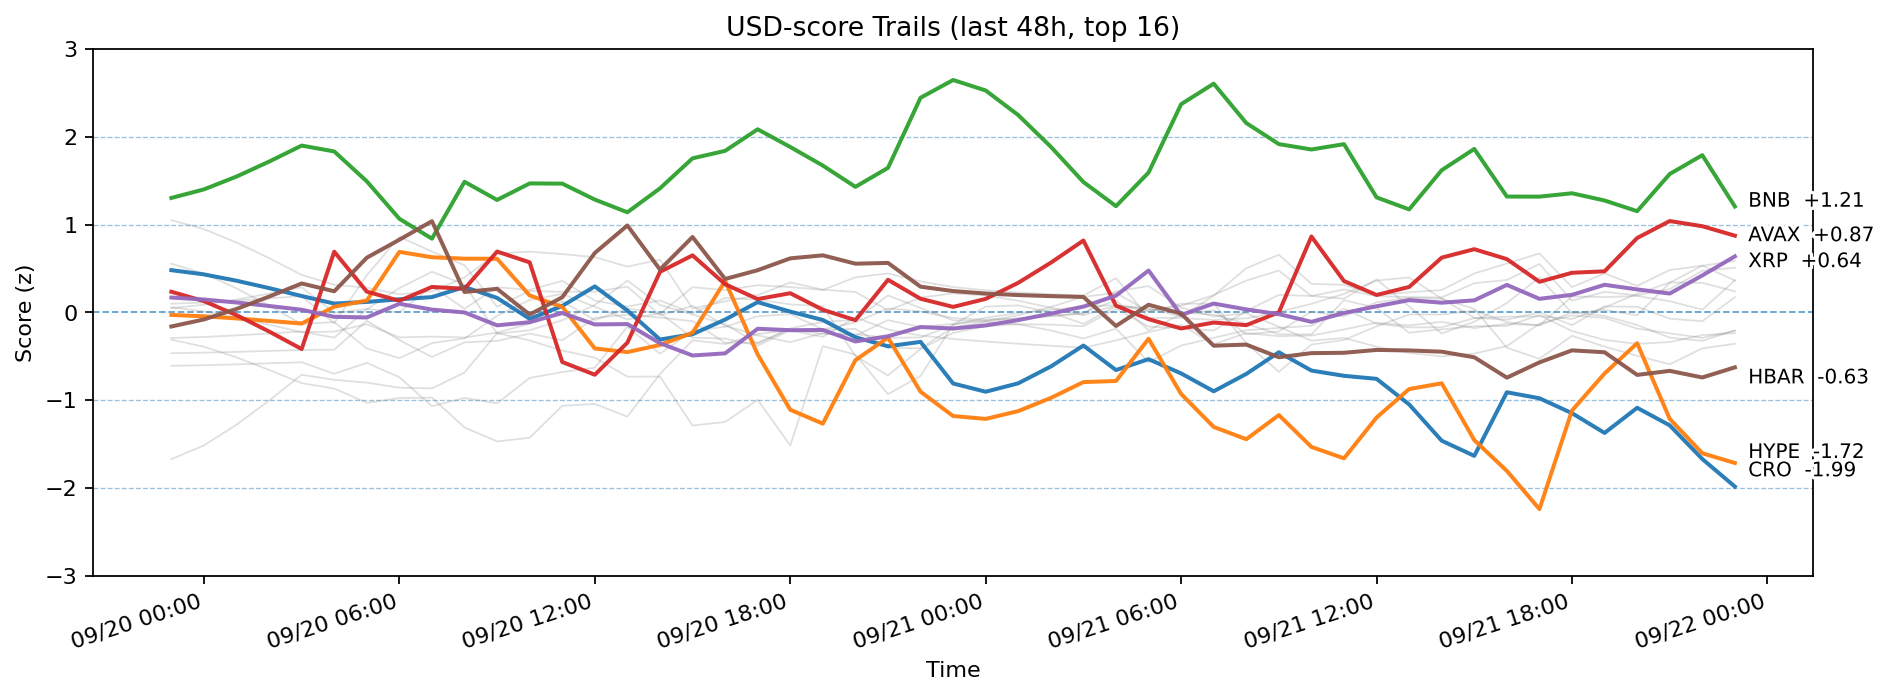 USD-score Trails (last 48h, top 16)
Score (z)
3
2
1
0
−1
−2
−3
BNB +1.21
AVAX +0.87
XRP +0.64
HBAR -0.63
HYPE -1.72
CRO -1.99
09/20 00:00
09/20 06:00
09/20 12:00
09/20 18:00
09/21 00:00
09/21 06:00
09/21 12:00
09/21 18:00
09/22 00:00
Time